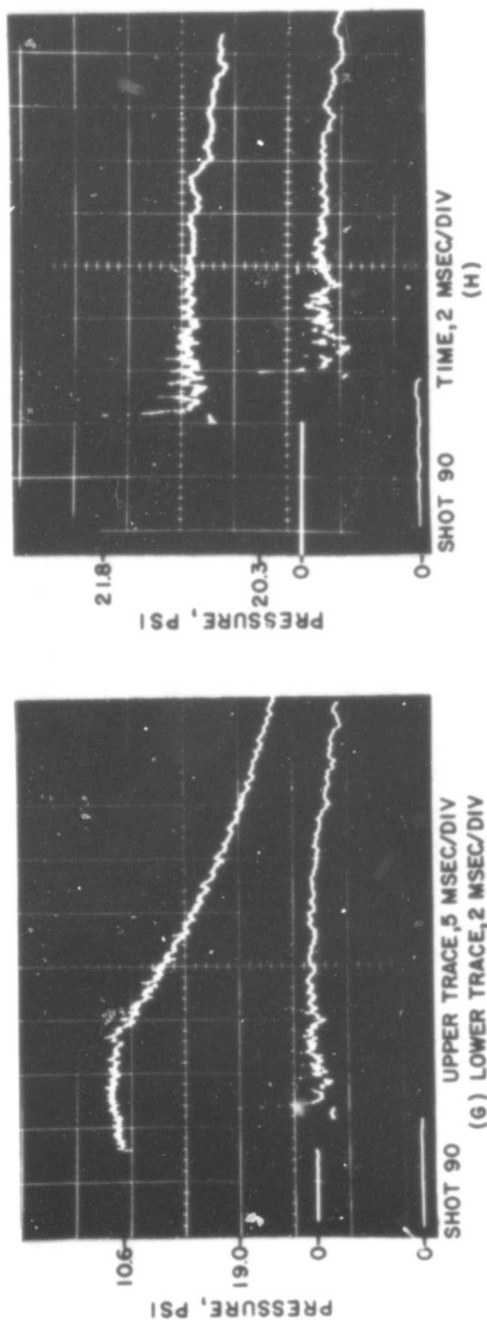 PRESSURE, PSI
10.6
19.0
0
0
SHOT 90 UPPER TRACE, 5 MSEC/DIV
(G) LOWER TRACE, 2 MSEC/DIV
PRESSURE, PSI
21.8
20.3
0
0
SHOT 90 TIME, 2 MSEC/DIV
(H)